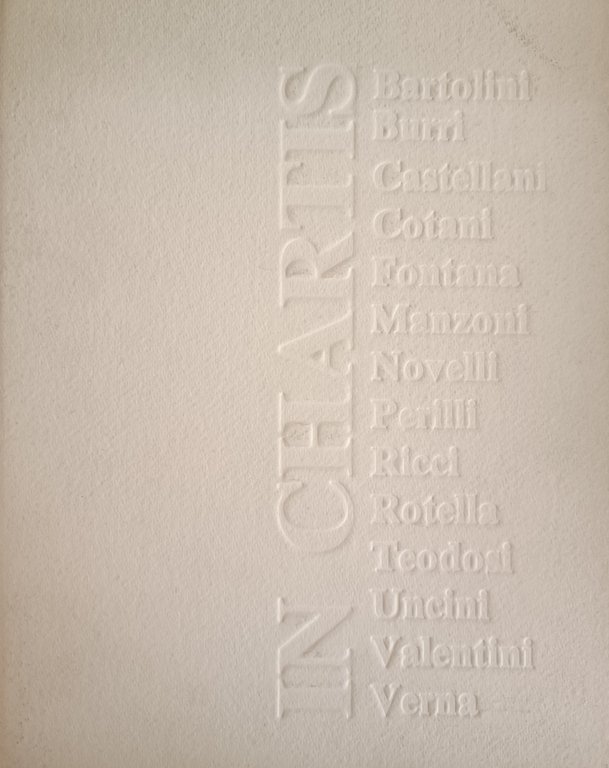 IN CHARTIS
Bartolini
Burri
Castellani
Cotani
Fontana
Manzoni
Novelli
Perilli
Ricci
Rotella
Teodosi
Uncini
Valentini
Verna